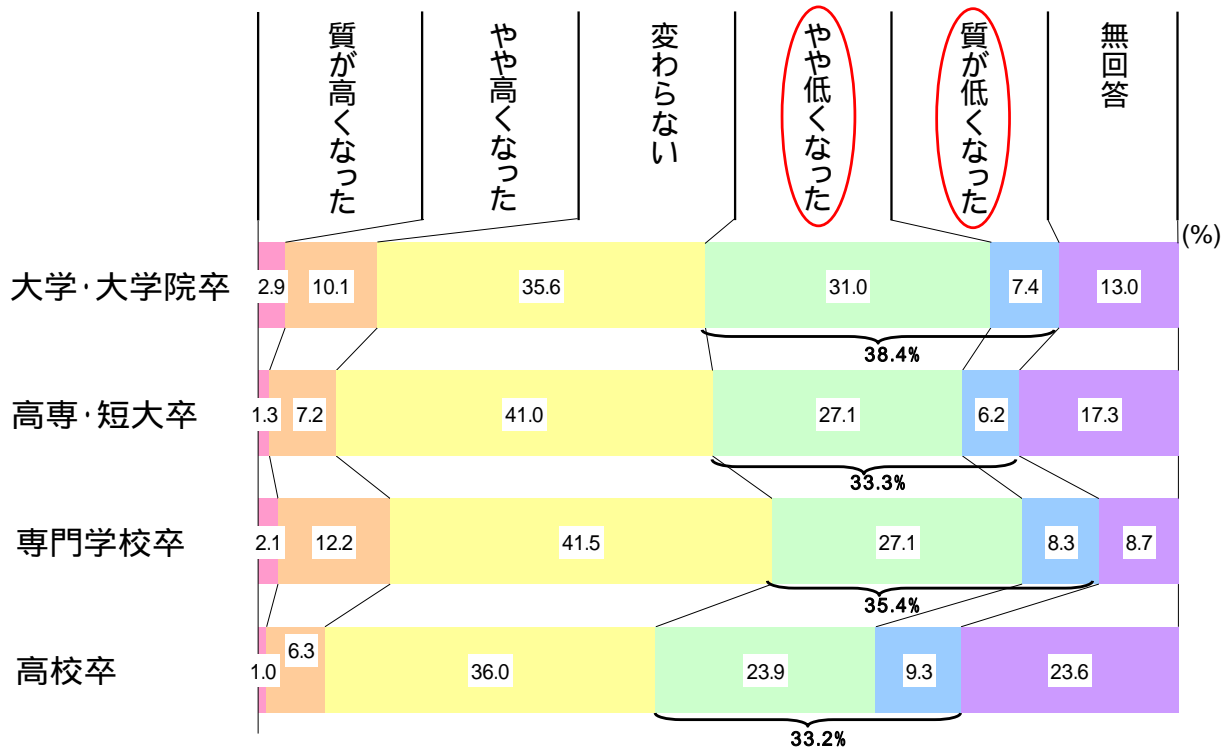 質が高くなった
やや高くなった
変わらない
やや低くなった
質が低くなった
無回答
(%)
大学・大学院卒
2.9
10.1
35.6
31.0
7.4
13.0
38.4%
高専・短大卒
1.3
7.2
41.0
27.1
6.2
17.3
33.3%
専門学校卒
2.1
12.2
41.5
27.1
8.3
8.7
35.4%
高校卒
1.0
6.3
36.0
23.9
9.3
23.6
33.2%